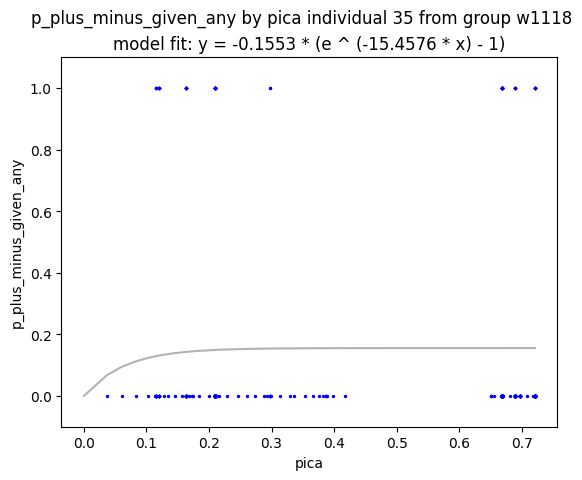 p_plus_minus_given_any by pica individual 35 from group w1118
model fit: y = -0.1553 * (e ^ (-15.4576 * x) - 1)
1.0
0.8
0.6
0.4
0.2
0.0
p_plus_minus_given_any
0.0 0.1 0.2 0.3 0.4 0.5 0.6 0.7
pica